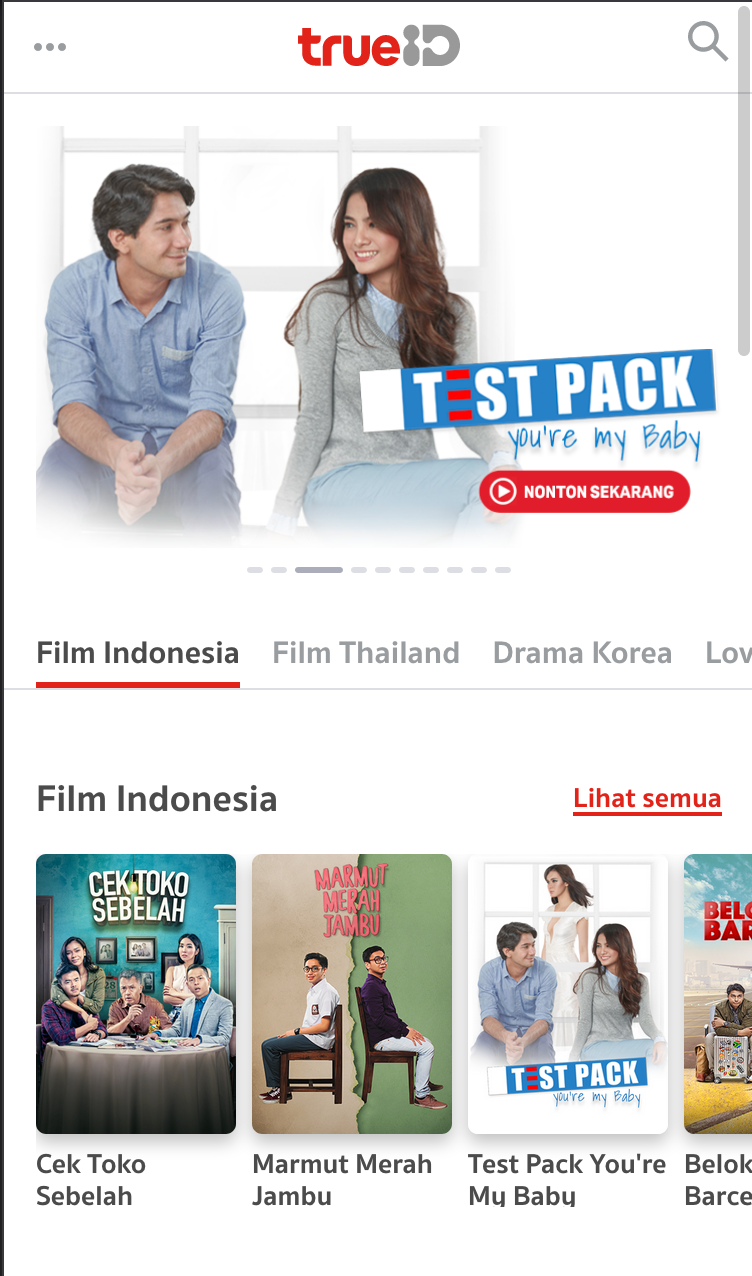 trueID
TEST PACK
you're my Baby
NONTON SEKARANG
Film Indonesia
Film Thailand
Drama Korea
Lov
Film Indonesia
Lihat semua
CEK TOKO
SEBELAH
MARMUT
MERAH
JAMBU
TEST PACK
you're my Baby
BELO
BAR
Cek Toko
Sebelah
Marmut Merah
Jambu
Test Pack You're
My Baby
Belok
Barce